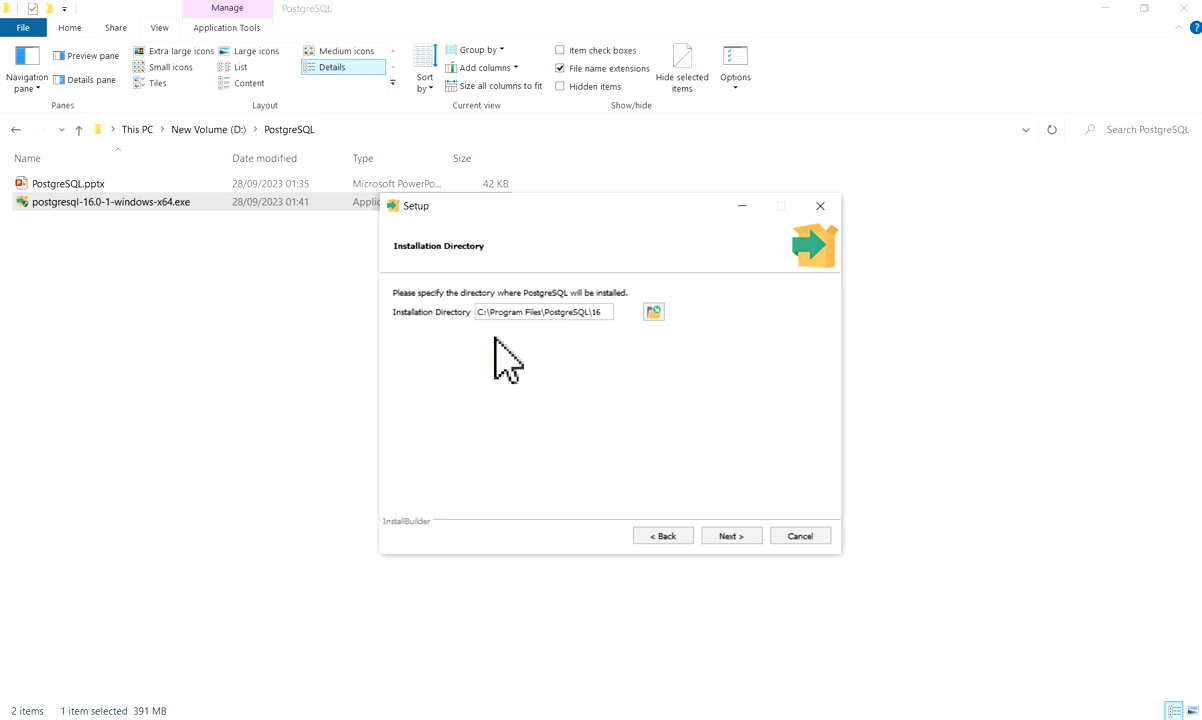 Manage PostgreSQL
File Home Share View Application Tools
Navigation pane
Preview pane
Details pane
Panes
Extra large icons Large icons Medium icons
Small icons List Details
Tiles Content
Layout
Sort by
Group by
Add columns
Size all columns to fit
Current view
Item check boxes
File name extensions
Hidden items
Hide selected items
Show/hide
Options
This PC > New Volume (D:) > PostgreSQL
Search PostgreSQL
Name Date modified Type Size
PostgreSQL.pptx 28/09/2023 01:35 Microsoft PowerPo... 42 KB
postgresql-16.0-1-windows-x64.exe 28/09/2023 01:41 Applic
Setup
Installation Directory
Please specify the directory where PostgreSQL will be installed.
Installation Directory C:\Program Files\PostgreSQL\16
InstallBuilder
< Back Next > Cancel
2 items 1 item selected 391 MB